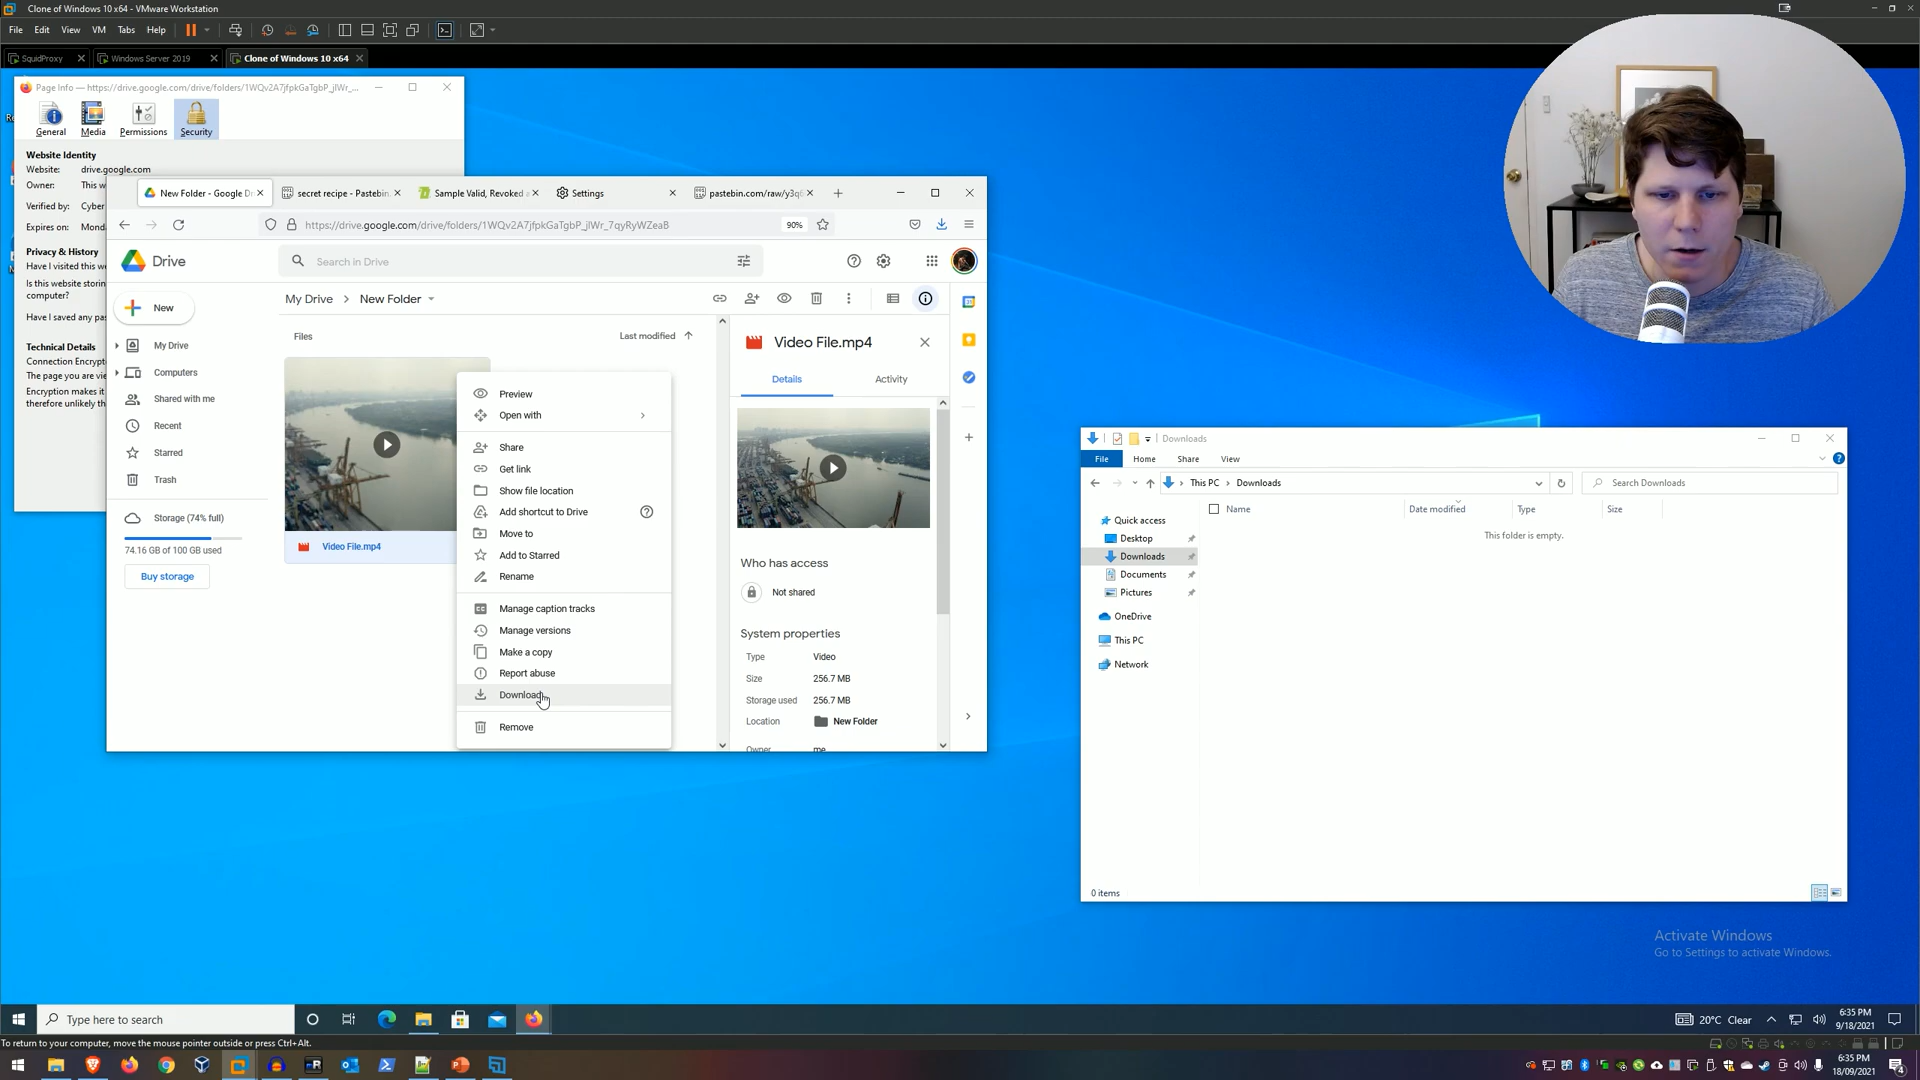 Clone of Windows 10 x64 - VMware Workstation
File Edit View VM Tabs Help
SquidProxy Windows Server 2019 Clone of Windows 10 x64
Page Info — https://drive.google.com/drive/folders/1WQv2A7jfpkGaTgbP_jlWr_...
General Media Permissions Security
Website Identity
Website: drive.google.com
Owner: This w
Verified by: Cyber
Expires on: Mond
Privacy & History
Have I visited this we
Is this website storin
computer?
Have I saved any pas
Technical Details
Connection Encrypte
The page you are vie
Encryption makes it
therefore unlikely th
New Folder - Google D
secret recipe - Pastebin.
Sample Valid, Revoked
Settings
pastebin.com/raw/y3q
https://drive.google.com/drive/folders/1WQv2A7jfpkGaTgbP_jlWr_7qyRyWZeaB
90%
Drive
Search in Drive
New
My Drive
Computers
Shared with me
Recent
Starred
Trash
Storage (74% full)
74.16 GB of 100 GB used
Buy storage
My Drive > New Folder
Files
Last modified
Video File.mp4
Preview
Open with
Share
Get link
Show file location
Add shortcut to Drive
Move to
Add to Starred
Rename
Manage caption tracks
Manage versions
Make a copy
Report abuse
Download
Remove
Video File.mp4
Details Activity
Who has access
Not shared
System properties
Type Video
Size 256.7 MB
Storage used 256.7 MB
Location New Folder
Owner me
Downloads
File Home Share View
This PC > Downloads
Search Downloads
Name Date modified Type Size
This folder is empty.
Quick access
Desktop
Downloads
Documents
Pictures
OneDrive
This PC
Network
0 items
Activate Windows
Go to Settings to activate Windows.
Type here to search
20°C Clear
6:35 PM
9/18/2021
To return to your computer, move the mouse pointer outside or press Ctrl+Alt.
6:35 PM
18/09/2021
4